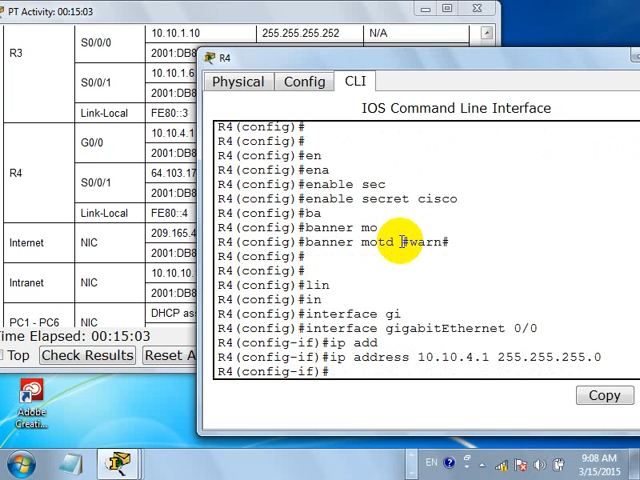 PT Activity: 00:15:03
10.10.1.10 255.255.255.252 N/A
R3 S0/0/0
2001:DB8
10.10.1.6
S0/0/1
2001:DB8
Link-Local FE80::3
10.10.4.1
G0/0
2001:DB8
R4
64.103.17
S0/0/1
2001:DB8
Link-Local FE80::4
209.165.4
Internet NIC
2001:DB8
10.10.10.
Intranet NIC
2001:DB8
PC1 - PC6 NIC DHCP ass
Time Elapsed: 00:15:03
Top Check Results Reset A
R4
Physical Config CLI
IOS Command Line Interface
R4(config)#
R4(config)#
R4(config)#en
R4(config)#ena
R4(config)#enable sec
R4(config)#enable secret cisco
R4(config)#ba
R4(config)#banner mo
R4(config)#banner motd #warn#
R4(config)#
R4(config)#
R4(config)#lin
R4(config)#in
R4(config)#interface gi
R4(config)#interface gigabitEthernet 0/0
R4(config-if)#ip add
R4(config-if)#ip address 10.10.4.1 255.255.255.0
R4(config-if)#
Copy
Adobe
Creati...
EN
9:08 AM
3/15/2015